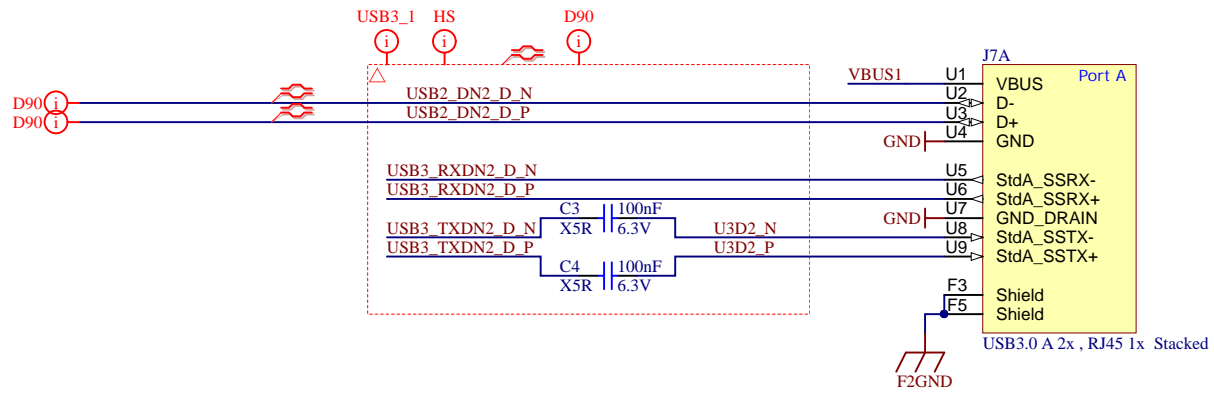 USB3_1 HS D90
i i i
J7A
VBUS1 U1 VBUS Port A
D90 i USB2_DN2_D_N U2 D-
D90 i USB2_DN2_D_P U3 D+
GND U4 GND
USB3_RXDN2_D_N U5 StdA_SSRX-
USB3_RXDN2_D_P U6 StdA_SSRX+
C3 100nF GND U7 GND_DRAIN
USB3_TXDN2_D_N X5R 6.3V U3D2_N U8 StdA_SSTX-
USB3_TXDN2_D_P U3D2_P U9 StdA_SSTX+
C4 100nF
X5R 6.3V
F3 Shield
F5 Shield
USB3.0 A 2x , RJ45 1x Stacked
F2GND